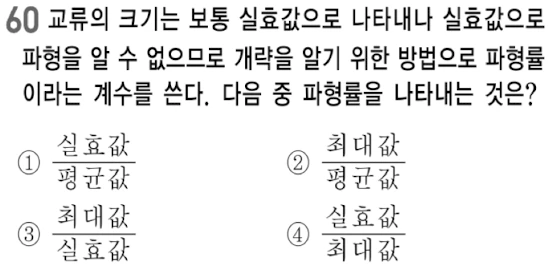 60 교류의 크기는 보통 실효값으로 나타내나 실효값으로
파형을 알 수 없으므로 개략을 알기 위한 방법으로 파형률
이라는 계수를 쓴다. 다음 중 파형률을 나타내는 것은?
① 실효값/평균값 ② 최대값/평균값
③ 최대값/실효값 ④ 실효값/최대값